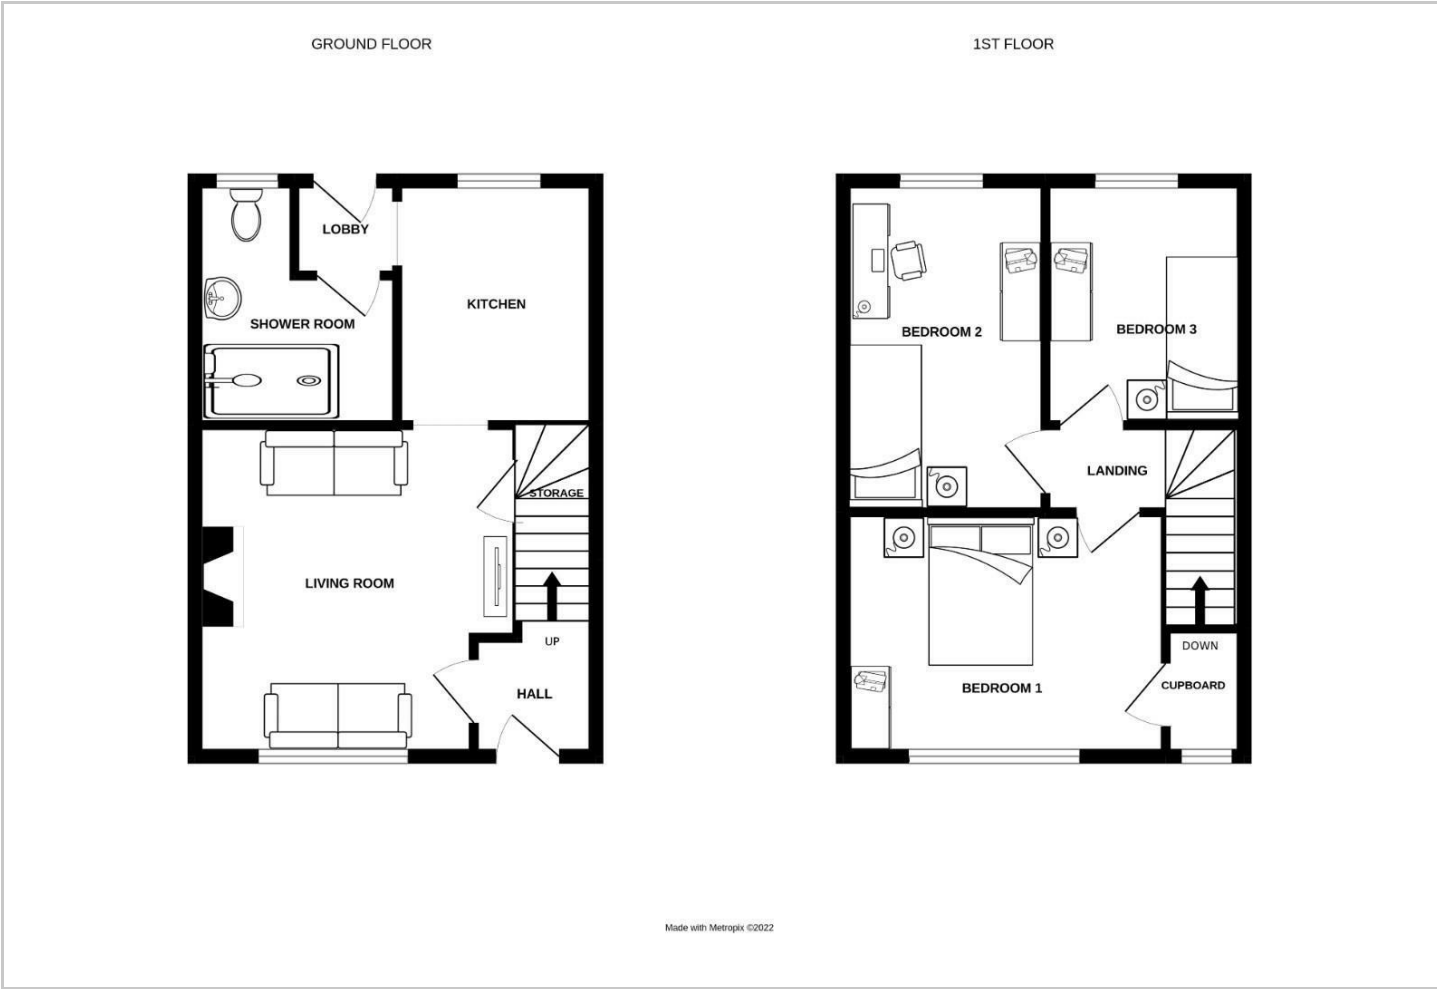 GROUND FLOOR
LOBBY
KITCHEN
SHOWER ROOM
STORAGE
LIVING ROOM
UP
HALL
1ST FLOOR
BEDROOM 2
BEDROOM 3
LANDING
DOWN
BEDROOM 1
CUPBOARD
Made with Metropix ©2022